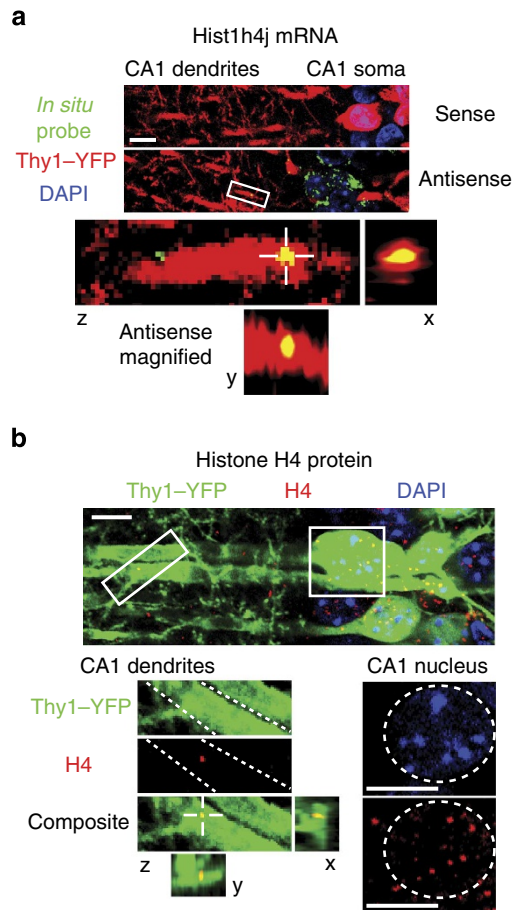 a
Hist1h4j mRNA
CA1 dendrites CA1 soma
In situ
probe
Thy1–YFP
DAPI
Sense
Antisense
z
x
Antisense
magnified
y
b
Histone H4 protein
Thy1–YFP H4 DAPI
CA1 dendrites
CA1 nucleus
Thy1–YFP
H4
Composite
z
x
y